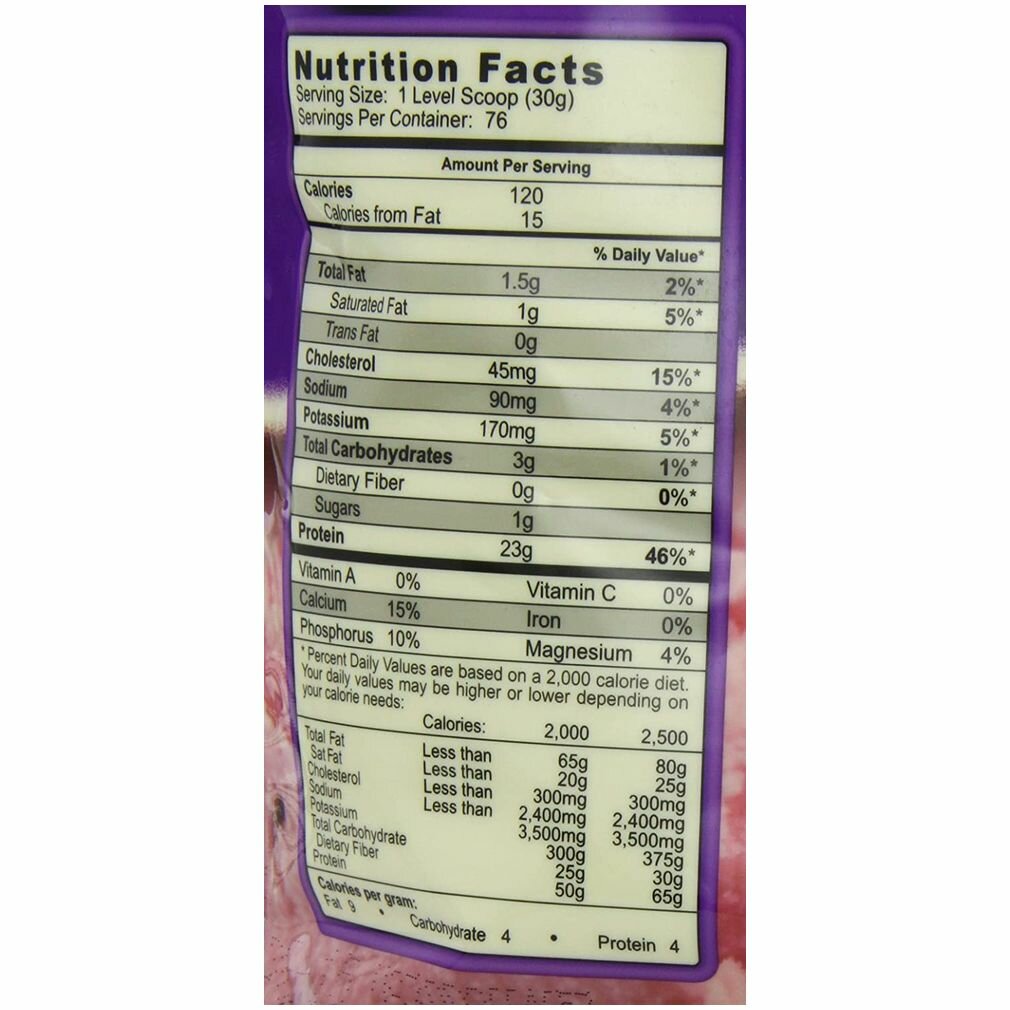 Nutrition Facts
Serving Size: 1 Level Scoop (30g)
Servings Per Container: 76
Amount Per Serving
Calories 120
Calories from Fat 15
% Daily Value*
Total Fat 1.5g 2%*
Saturated Fat 1g 5%*
Trans Fat 0g
Cholesterol 45mg 15%*
Sodium 90mg 4%*
Potassium 170mg 5%*
Total Carbohydrates 3g 1%*
Dietary Fiber 0g 0%*
Sugars 1g
Protein 23g 46%*
Vitamin A 0% Vitamin C 0%
Calcium 15% Iron 0%
Phosphorus 10% Magnesium 4%
* Percent Daily Values are based on a 2,000 calorie diet.
Your daily values may be higher or lower depending on
your calorie needs:
Calories: 2,000 2,500
Total Fat Less than 65g 80g
Sat Fat Less than 20g 25g
Cholesterol Less than 300mg 300mg
Sodium Less than 2,400mg 2,400mg
Potassium 3,500mg 3,500mg
Total Carbohydrate 300g 375g
Dietary Fiber 25g 30g
Protein 50g 65g
Calories per gram:
Fat 9 • Carbohydrate 4 • Protein 4